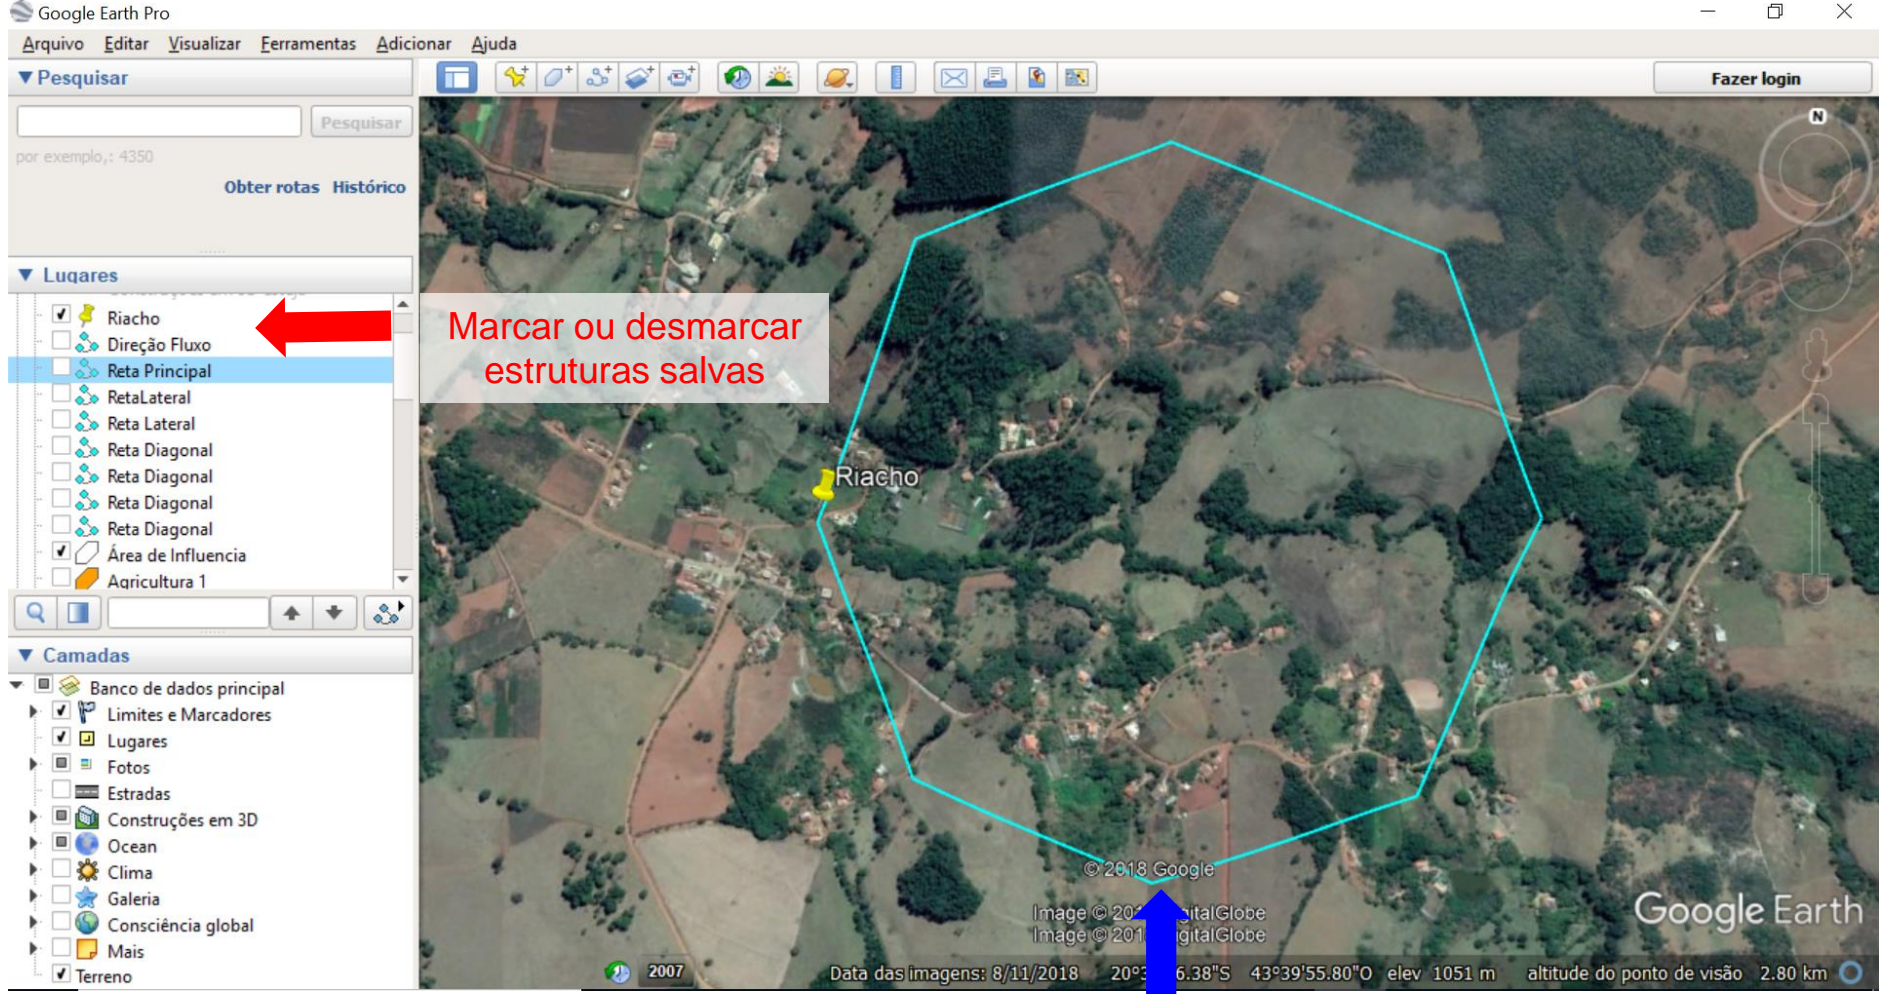 Google Earth Pro
Arquivo Editar Visualizar Ferramentas Adicionar Ajuda
Pesquisar
Fazer login
Pesquisar
por exemplo,: 4350
Obter rotas Histórico
Lugares
Riacho
Direção Fluxo
Reta Principal
RetaLateral
Reta Lateral
Reta Diagonal
Reta Diagonal
Reta Diagonal
Reta Diagonal
Área de Influencia
Agricultura 1
Camadas
Banco de dados principal
Limites e Marcadores
Lugares
Fotos
Estradas
Construções em 3D
Ocean
Clima
Galeria
Consciência global
Mais
Terreno
N
Marcar ou desmarcar
estruturas salvas
Riacho
© 2018 Google
Image ©
Image ©
Google Earth
2007
Data das imagens: 8/11/2018 6.38"S 43°39'55.80"O elev 1051 m altitude do ponto de visão 2.80 km